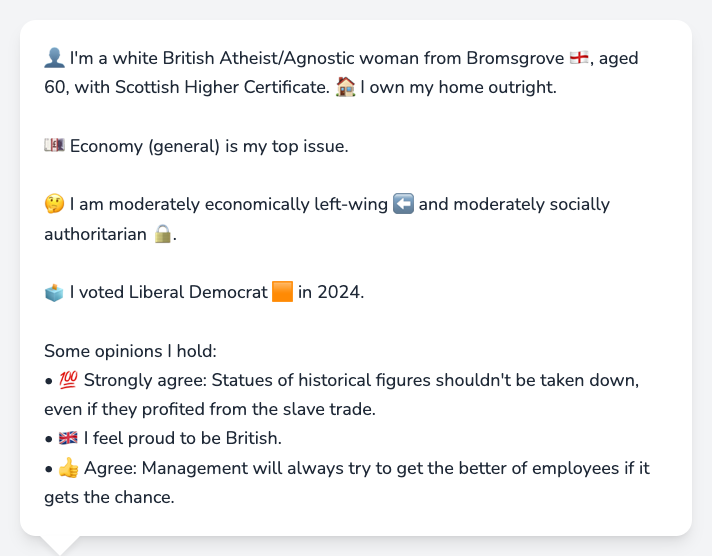 👤 I'm a white British Atheist/Agnostic woman from Bromsgrove 🏴󠁧󠁢󠁥󠁮󠁧󠁿, aged
60, with Scottish Higher Certificate. 🏠 I own my home outright.
💷 Economy (general) is my top issue.
🤔 I am moderately economically left-wing ⬅️ and moderately socially
authoritarian 🔒.
🗳️ I voted Liberal Democrat 🟧 in 2024.
Some opinions I hold:
• 💯 Strongly agree: Statues of historical figures shouldn't be taken down,
even if they profited from the slave trade.
• 🇬🇧 I feel proud to be British.
• 👍 Agree: Management will always try to get the better of employees if it
gets the chance.